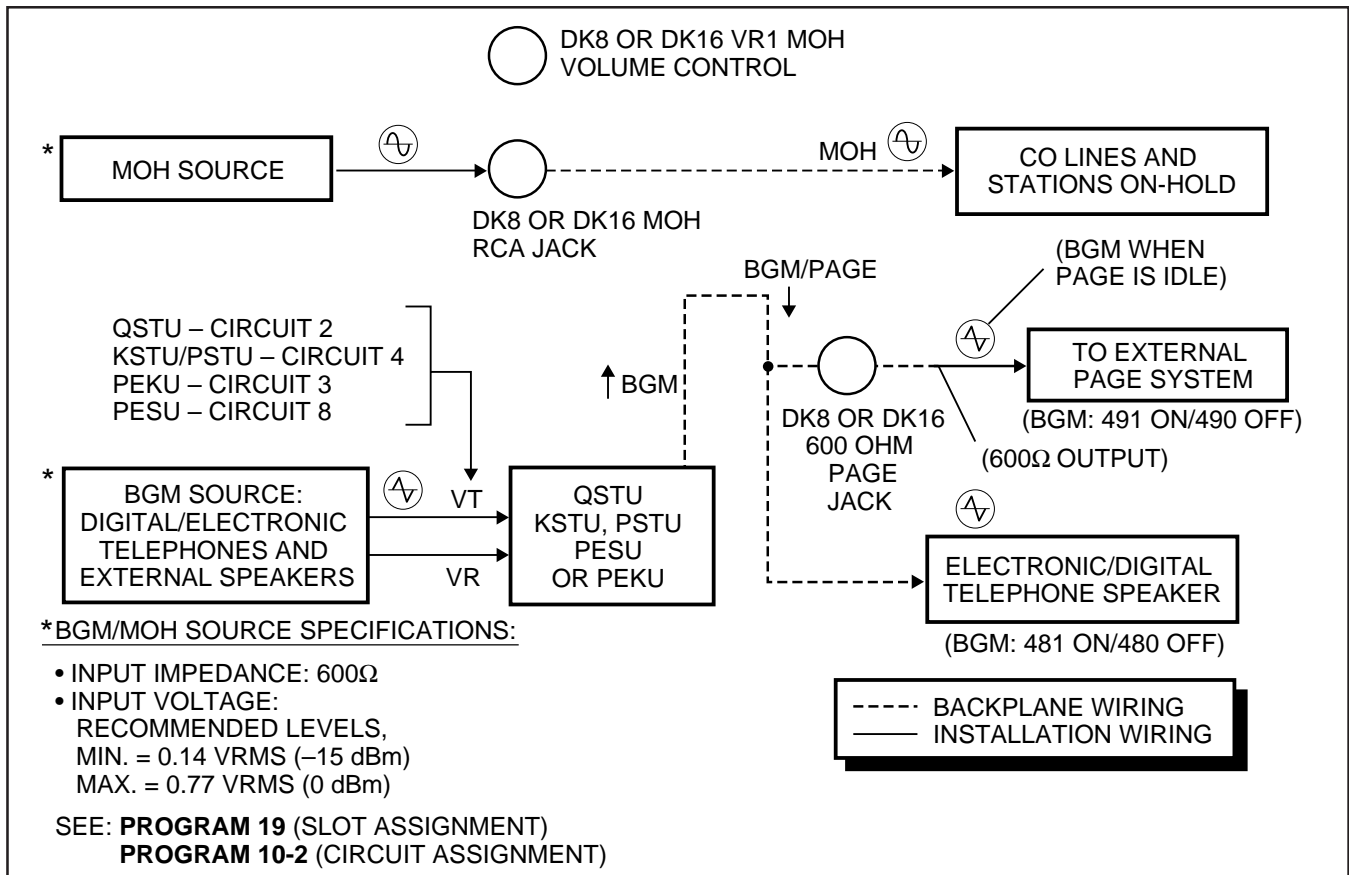 DK8 OR DK16 VR1 MOH
VOLUME CONTROL
*
MOH SOURCE
MOH
CO LINES AND
STATIONS ON-HOLD
DK8 OR DK16 MOH
RCA JACK
BGM/PAGE
(BGM WHEN
PAGE IS IDLE)
QSTU – CIRCUIT 2
KSTU/PSTU – CIRCUIT 4
PEKU – CIRCUIT 3
PESU – CIRCUIT 8
BGM
TO EXTERNAL
PAGE SYSTEM
(BGM: 491 ON/490 OFF)
DK8 OR DK16
600 OHM
PAGE
JACK
(600Ω OUTPUT)
*
BGM SOURCE:
DIGITAL/ELECTRONIC
TELEPHONES AND
EXTERNAL SPEAKERS
VT
VR
QSTU
KSTU, PSTU
PESU
OR PEKU
ELECTRONIC/DIGITAL
TELEPHONE SPEAKER
(BGM: 481 ON/480 OFF)
*BGM/MOH SOURCE SPECIFICATIONS:
• INPUT IMPEDANCE: 600Ω
• INPUT VOLTAGE:
RECOMMENDED LEVELS,
MIN. = 0.14 VRMS (–15 dBm)
MAX. = 0.77 VRMS (0 dBm)
BACKPLANE WIRING
INSTALLATION WIRING
SEE: PROGRAM 19 (SLOT ASSIGNMENT)
PROGRAM 10-2 (CIRCUIT ASSIGNMENT)